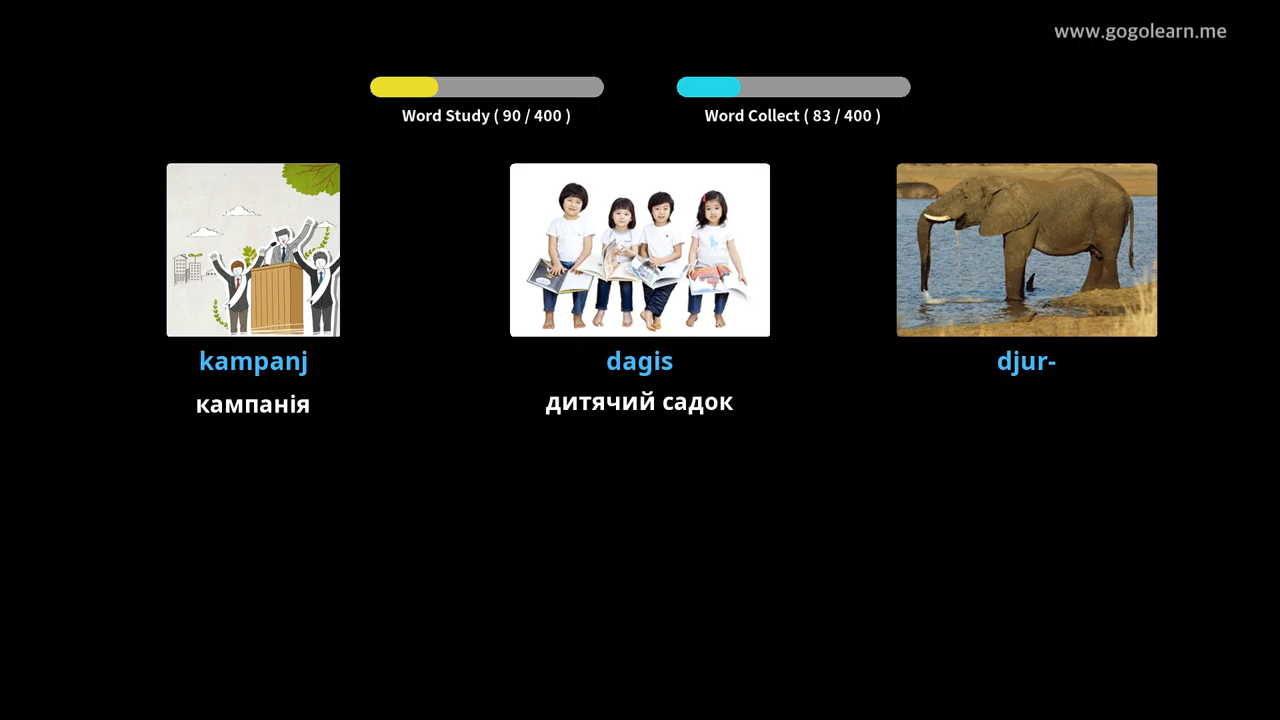 www.gogolearn.me
Word Study ( 90 / 400 )
Word Collect ( 83 / 400 )
kampanj
кампанія
dagis
дитячий садок
djur-